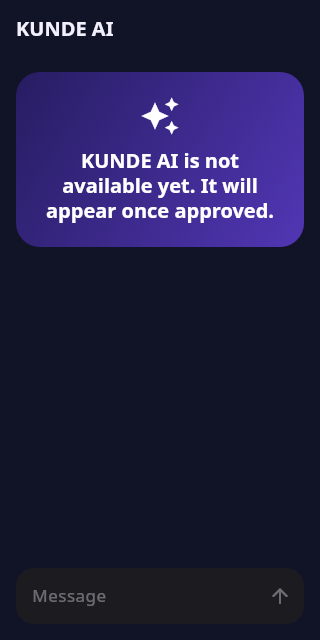 KUNDE AI
KUNDE AI is not
available yet. It will
appear once approved.
Message